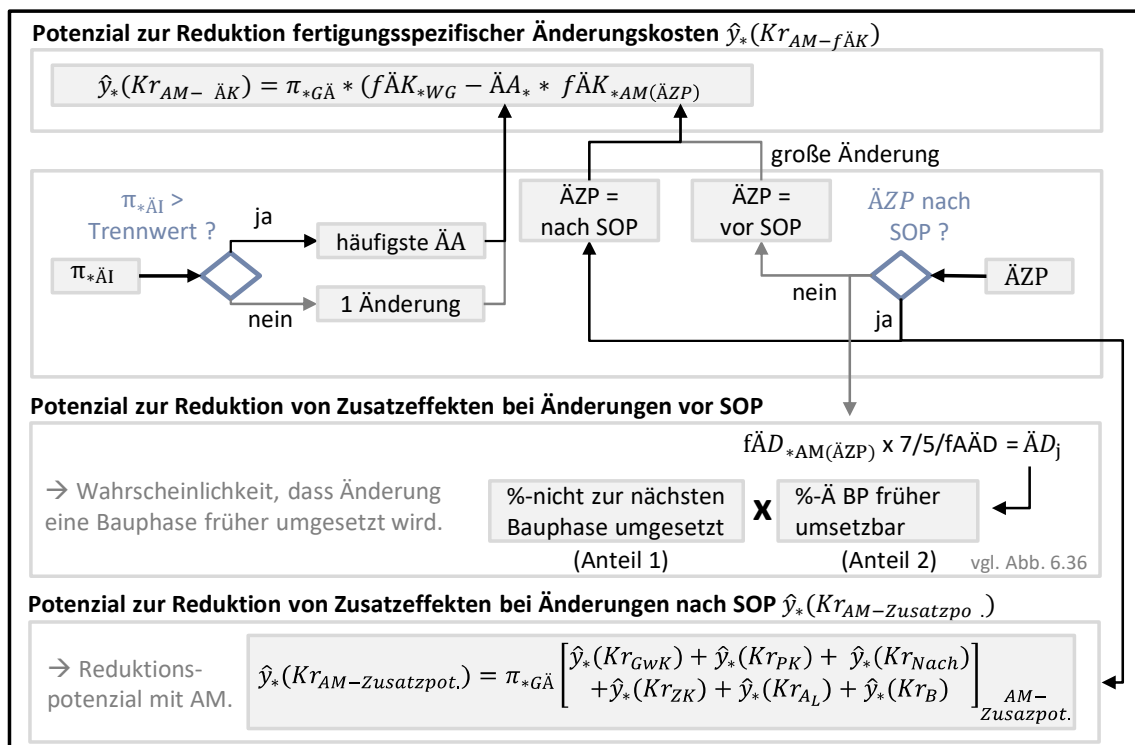 Potenzial zur Reduktion fertigungsspezifischer Änderungskosten ŷ*(Kr_AM−fÄK)
ŷ*(Kr_AM− ÄK) = π*GÄ * (fÄK*WG − ÄA* * fÄK*AM(ÄZP)
große Änderung
π*ÄI >
Trennwert ?
ja
häufigste ÄA
π*ÄI
nein
1 Änderung
ÄZP =
nach SOP
ÄZP =
vor SOP
ÄZP nach
SOP ?
nein
ÄZP
ja
Potenzial zur Reduktion von Zusatzeffekten bei Änderungen vor SOP
fÄD*AM(ÄZP) x 7/5/fAÄD = ÄDj
→ Wahrscheinlichkeit, dass Änderung
eine Bauphase früher umgesetzt wird.
%-nicht zur nächsten
Bauphase umgesetzt
(Anteil 1)
x
%-Ä BP früher
umsetzbar
(Anteil 2)
vgl. Abb. 6.36
Potenzial zur Reduktion von Zusatzeffekten bei Änderungen nach SOP ŷ*(Kr_AM−Zusatzpo .)
→ Reduktions-
potenzial mit AM.
ŷ*(Kr_AM−Zusatzpot.) = π*GÄ [ŷ*(Kr_GwK) + ŷ*(Kr_PK) + ŷ*(Kr_Nach)
+ŷ*(Kr_ZK) + ŷ*(Kr_A_L) + ŷ*(Kr_B)]
AM−
Zusazpot.